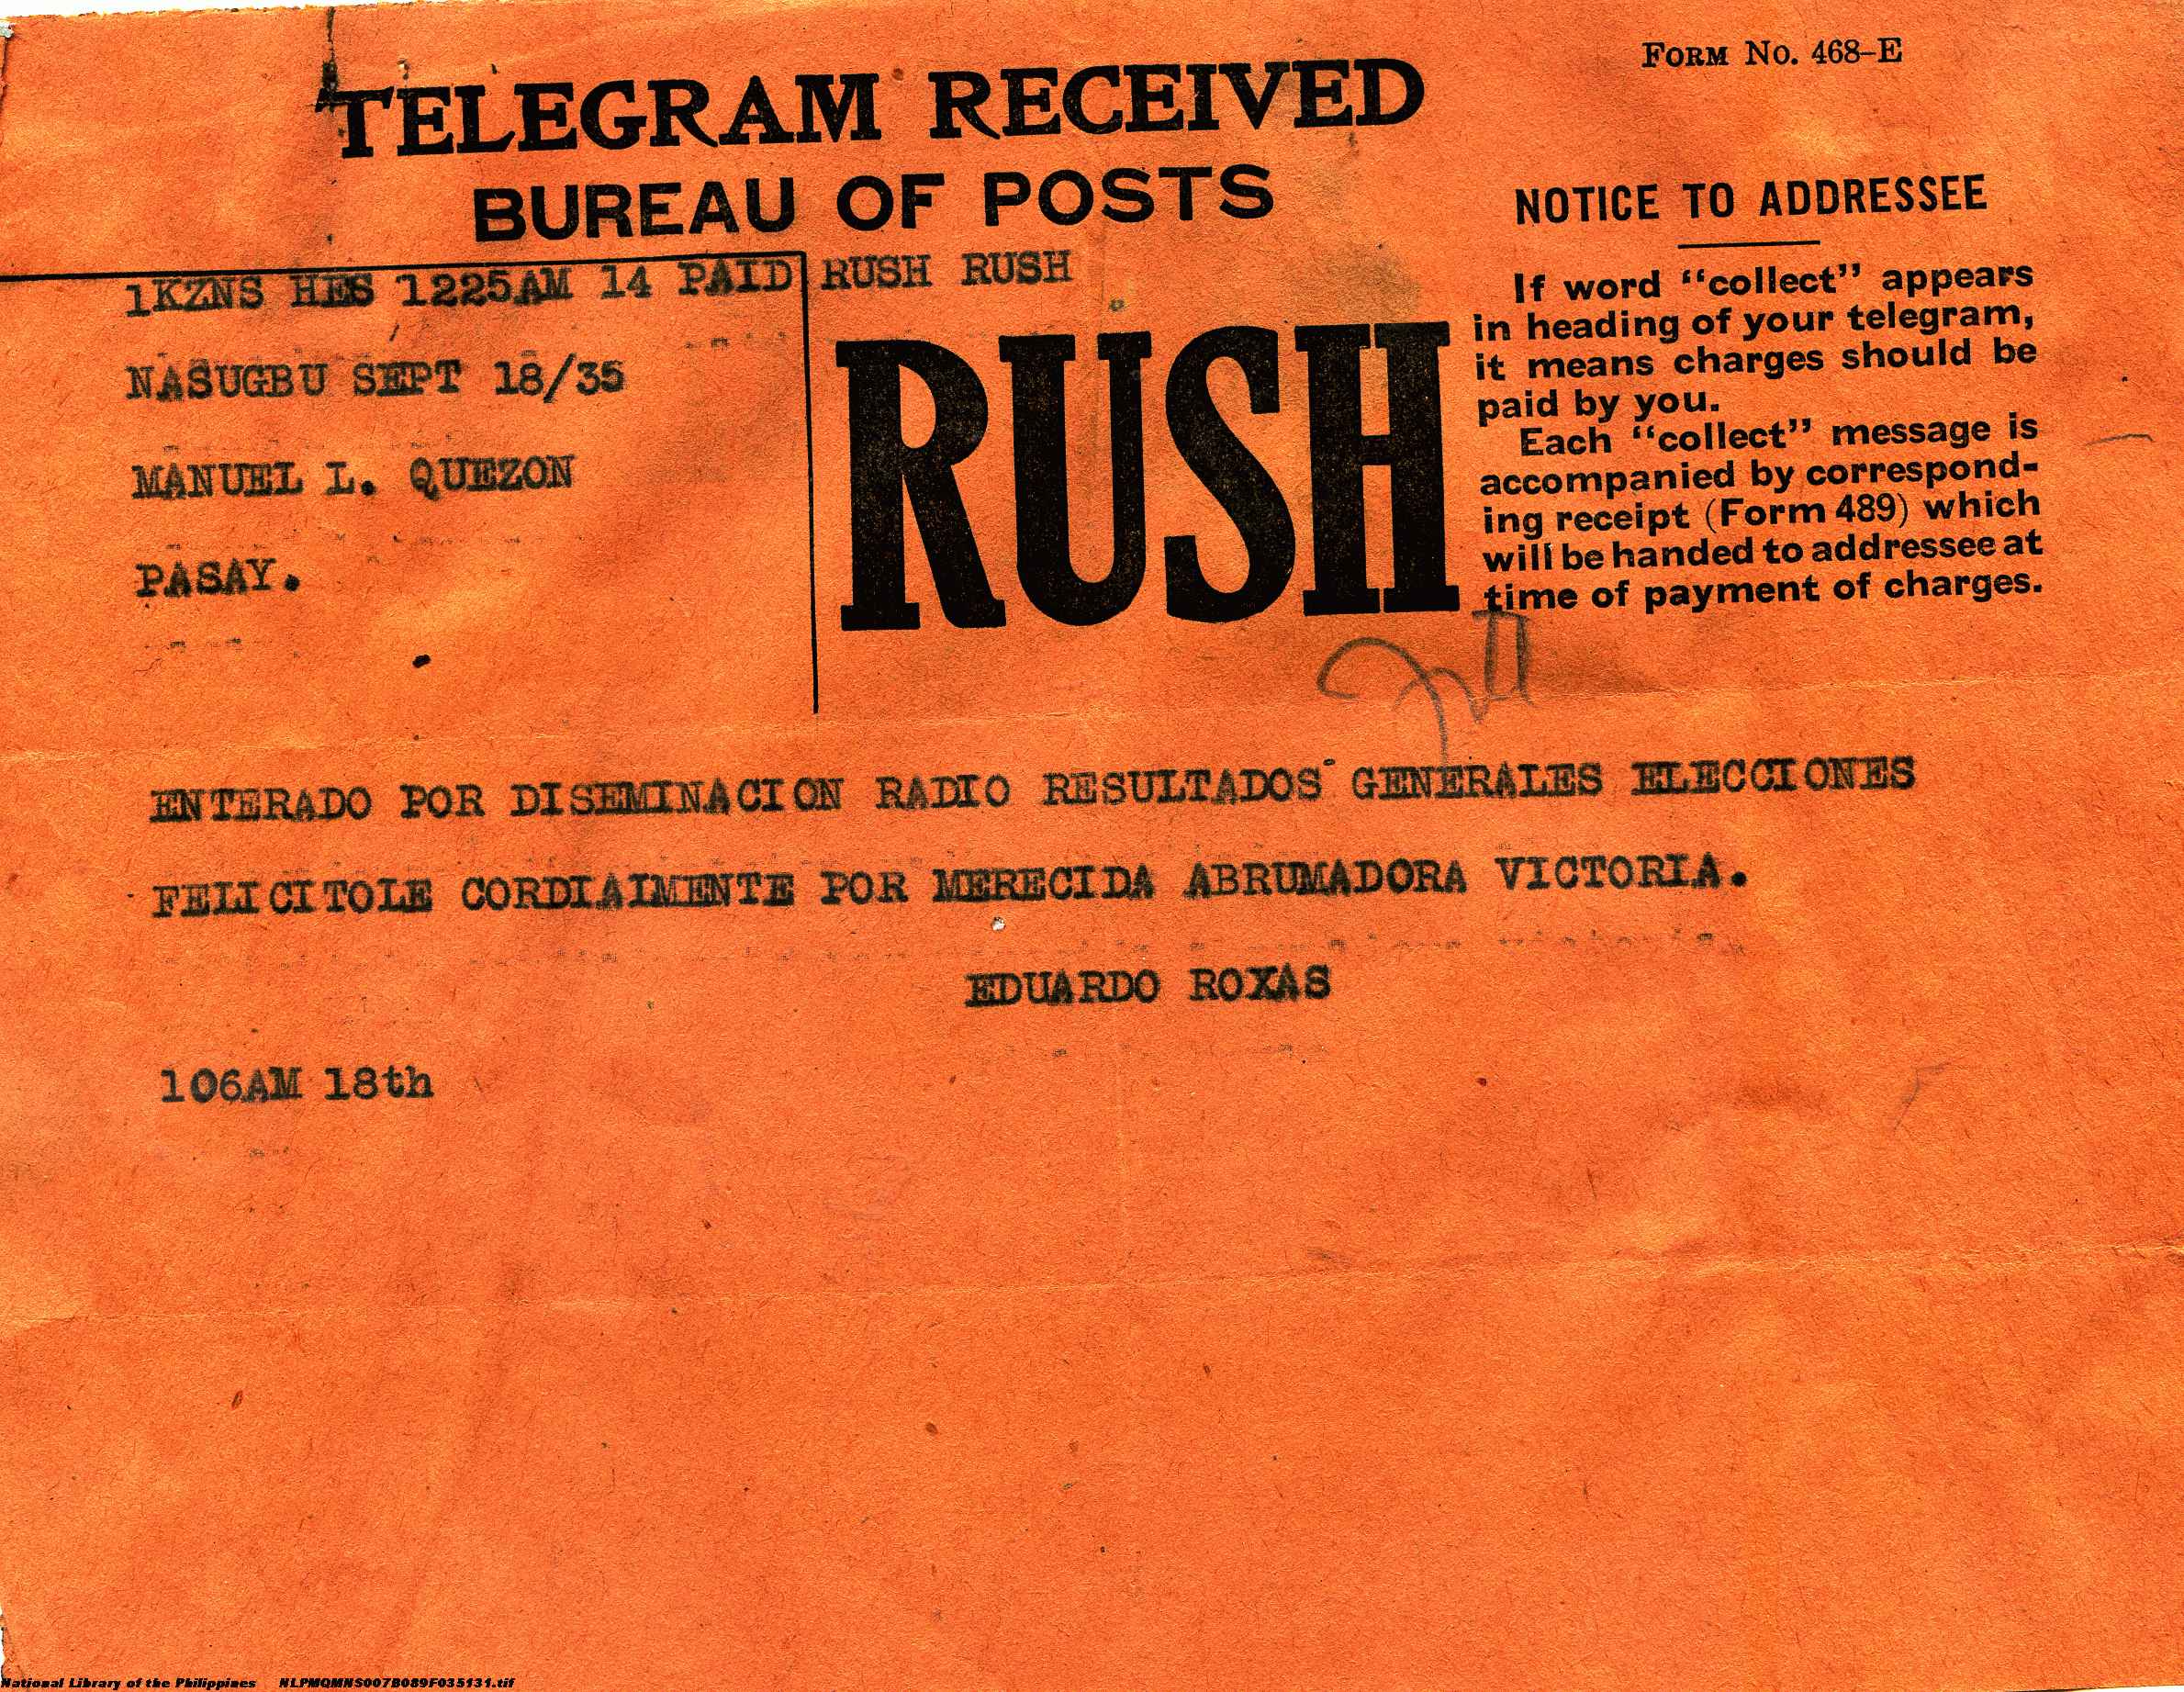 FORM No. 468–E
TELEGRAM RECEIVED
BUREAU OF POSTS
1KZNS HES 1225AM 14 PAID RUSH RUSH
NASUGBU SEPT 18/35
MANUEL L. QUEZON
PASAY.
RUSH
NOTICE TO ADDRESSEE
If word "collect" appears
in heading of your telegram,
it means charges should be
paid by you.
Each "collect" message is
accompanied by correspond-
ing receipt (Form 489) which
will be handed to addressee at
time of payment of charges.
ENTERADO POR DISEMINACION RADIO RESULTADOS GENERALES ELECCIONES
FELICITOLE CORDIALMENTE POR MERECIDA ABRUMADORA VICTORIA.
EDUARDO ROXAS
106AM 18th
National Library of the Philippines NLPMQMNS007B089F035131.tif